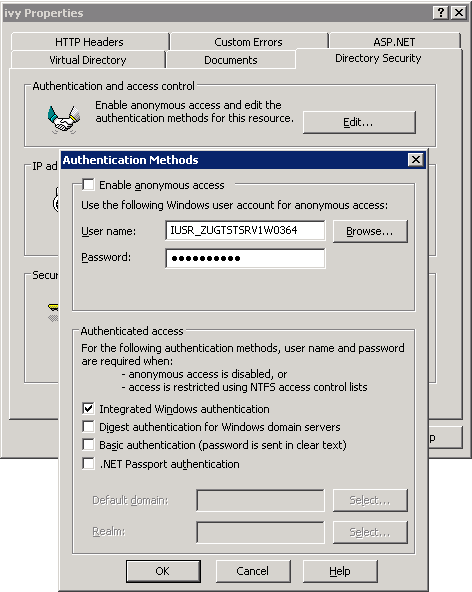 ivy Properties
HTTP Headers
Custom Errors
ASP.NET
Virtual Directory
Documents
Directory Security
Authentication and access control
Enable anonymous access and edit the
authentication methods for this resource.
Edit...
IP ad
Secur
p
Authentication Methods
Enable anonymous access
Use the following Windows user account for anonymous access:
User name:
IUSR_ZUGTSTSRV1W0364
Browse...
Password:
Authenticated access
For the following authentication methods, user name and password
are required when:
- anonymous access is disabled, or
- access is restricted using NTFS access control lists
Integrated Windows authentication
Digest authentication for Windows domain servers
Basic authentication (password is sent in clear text)
.NET Passport authentication
Default domain:
Select...
Realm:
Select...
OK
Cancel
Help